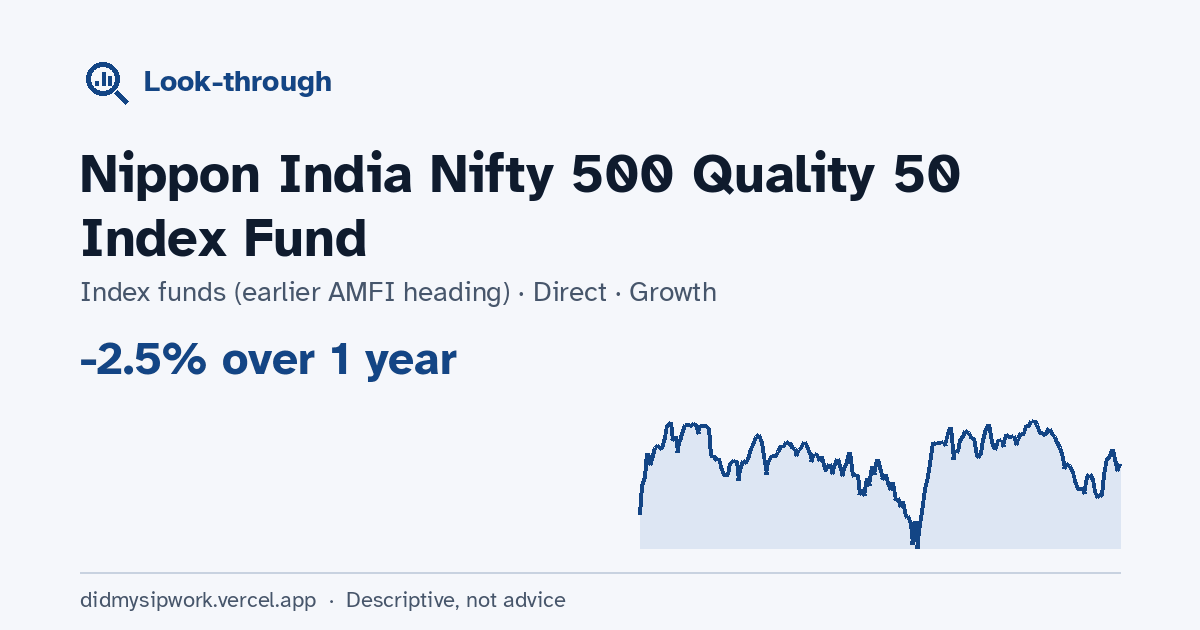 Look-through
Nippon India Nifty 500 Quality 50
Index Fund
Index funds (earlier AMFI heading) · Direct · Growth
-2.5% over 1 year
didmysipwork.vercel.app · Descriptive, not advice